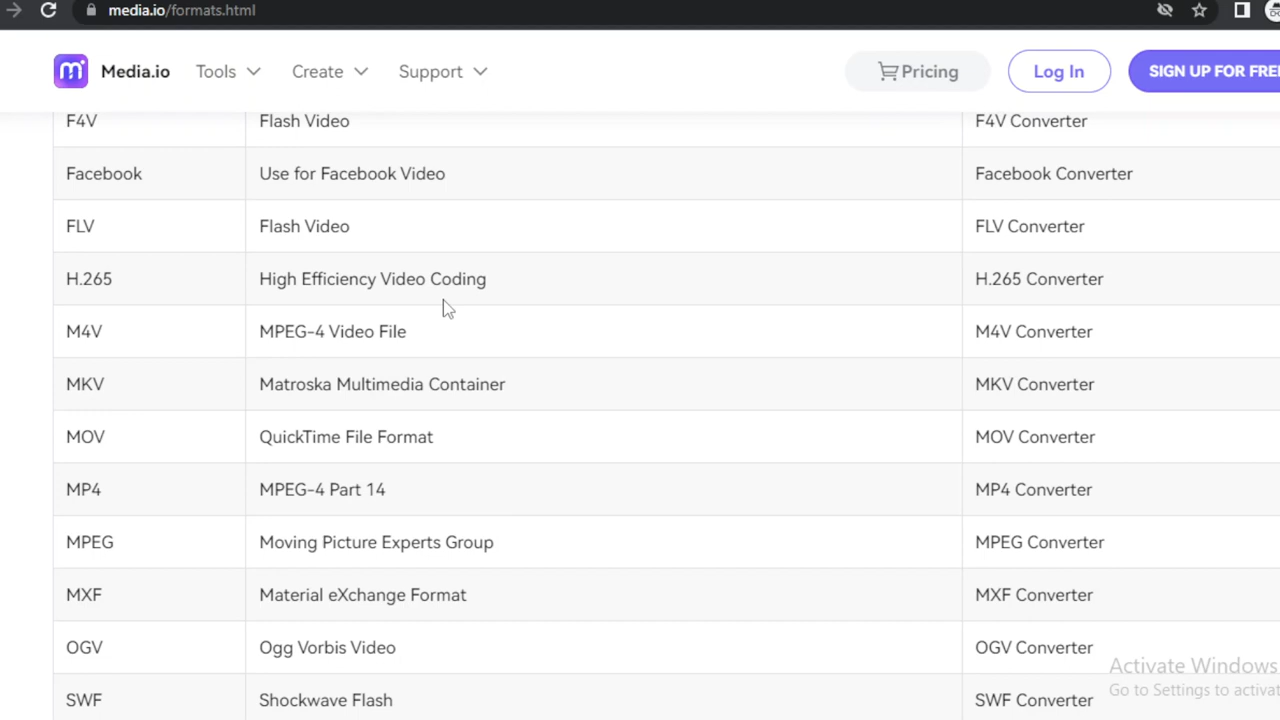 media.io/formats.html
Media.io Tools Create Support Pricing Log In SIGN UP FOR FREE
F4V Flash Video F4V Converter
Facebook Use for Facebook Video Facebook Converter
FLV Flash Video FLV Converter
H.265 High Efficiency Video Coding H.265 Converter
M4V MPEG-4 Video File M4V Converter
MKV Matroska Multimedia Container MKV Converter
MOV QuickTime File Format MOV Converter
MP4 MPEG-4 Part 14 MP4 Converter
MPEG Moving Picture Experts Group MPEG Converter
MXF Material eXchange Format MXF Converter
OGV Ogg Vorbis Video OGV Converter
Activate Windows
Go to Settings to activat
SWF Shockwave Flash SWF Converter